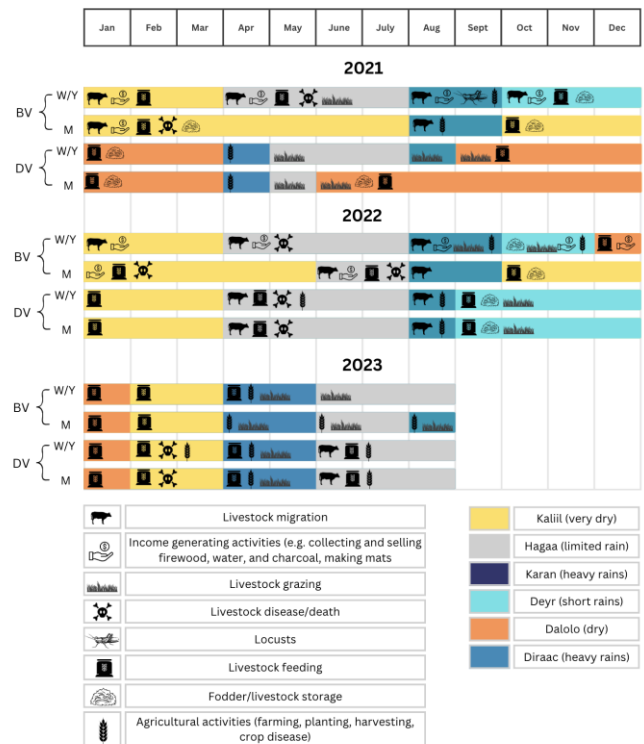 Jan Feb Mar Apr May June July Aug Sept Oct Nov Dec
2021
BV
W/Y
M
DV
W/Y
M
2022
BV
W/Y
M
DV
W/Y
M
2023
BV
W/Y
M
DV
W/Y
M
Livestock migration
Income generating activities (e.g. collecting and selling
firewood, water, and charcoal, making mats
Livestock grazing
Livestock disease/death
Locusts
Livestock feeding
Fodder/livestock storage
Agricultural activities (farming, planting, harvesting,
crop disease)
Kaliil (very dry)
Hagaa (limited rain)
Karan (heavy rains)
Deyr (short rains)
Dalolo (dry)
Diraac (heavy rains)